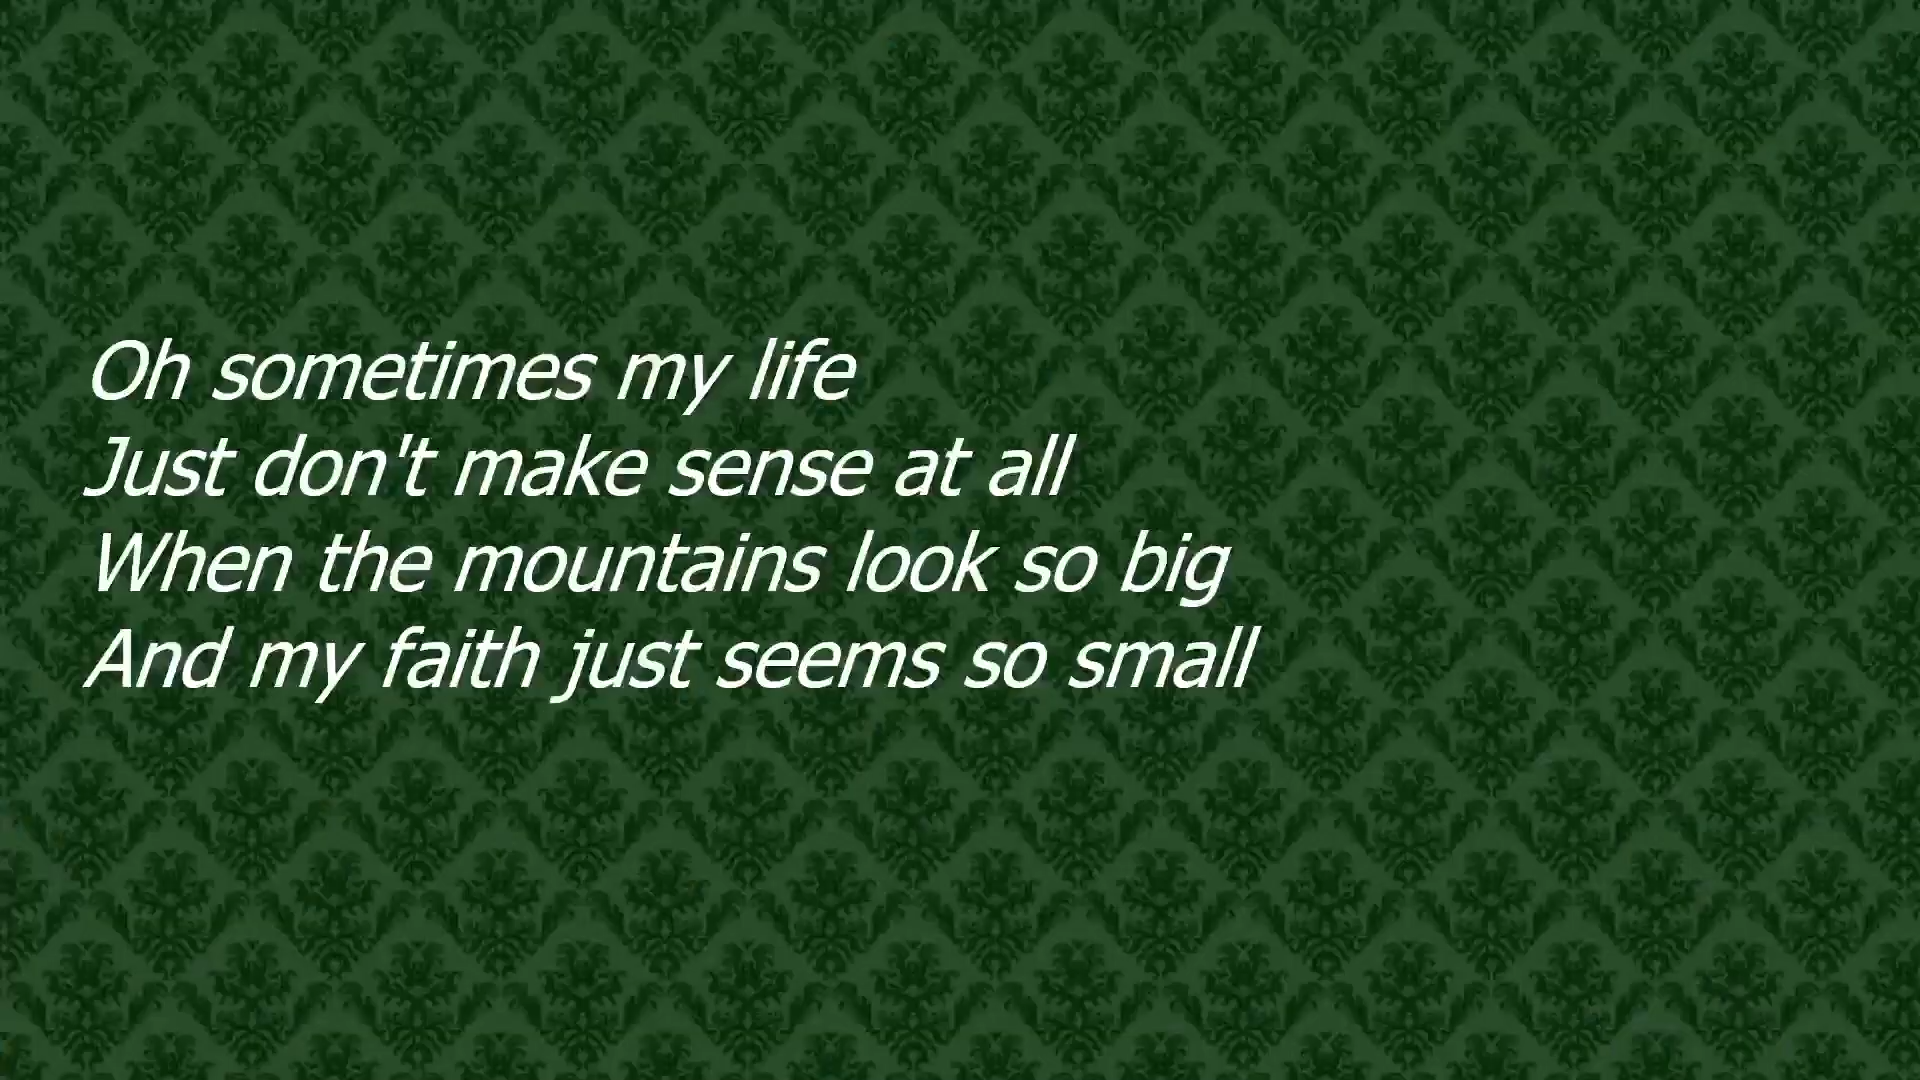 Oh sometimes my life
Just don't make sense at all
When the mountains look so big
And my faith just seems so small